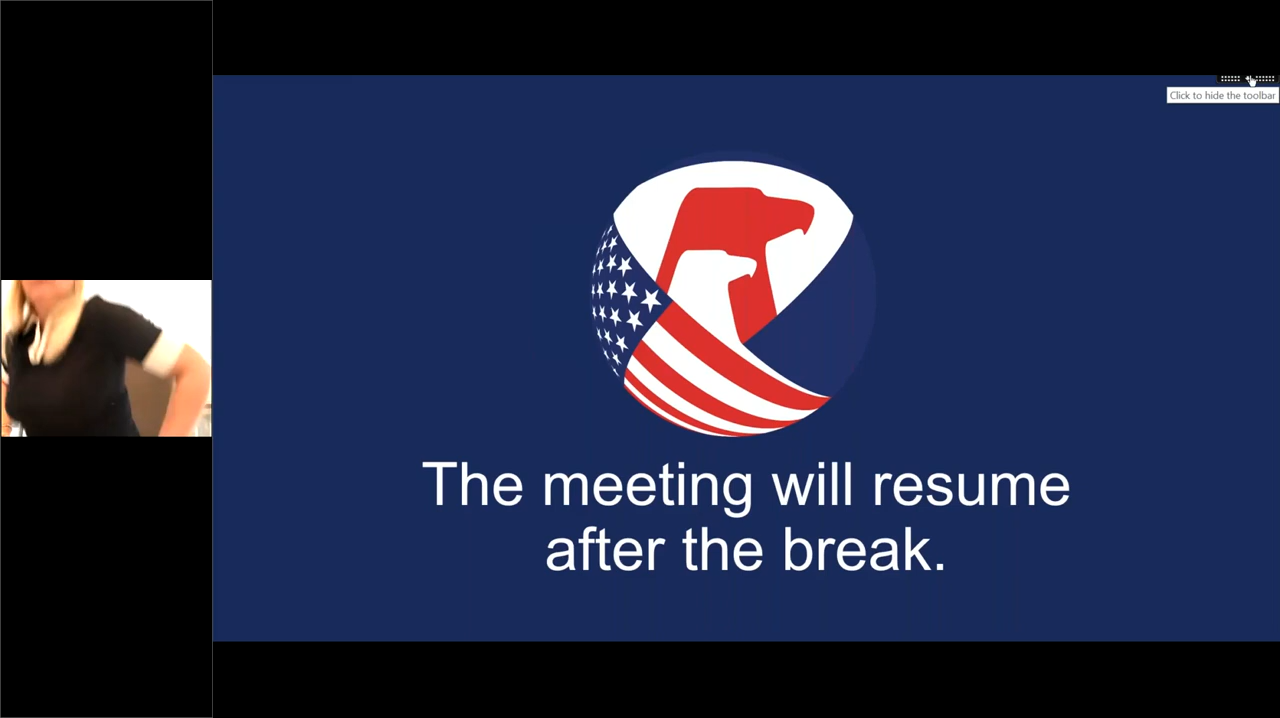 Click to hide the toolbar
The meeting will resume
after the break.